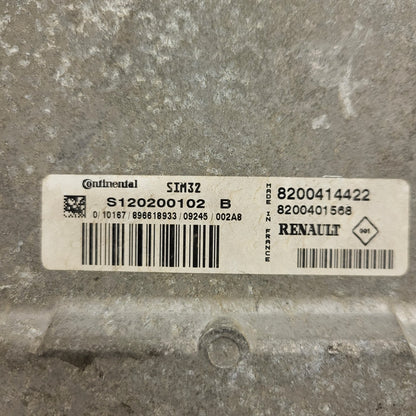 Continental SIM32
S120200102 B
0/10167/896618933/09245/002A8
MADE IN FRANCE
8200414422
8200401568
RENAULT